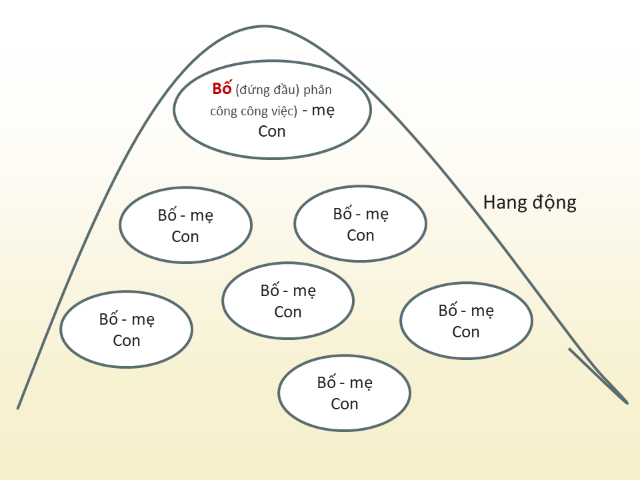 Bố (đứng đầu) phân
công công việc) - mẹ
Con
Hang động
Bố - mẹ
Con
Bố - mẹ
Con
Bố - mẹ
Con
Bố - mẹ
Con
Bố - mẹ
Con
Bố - mẹ
Con